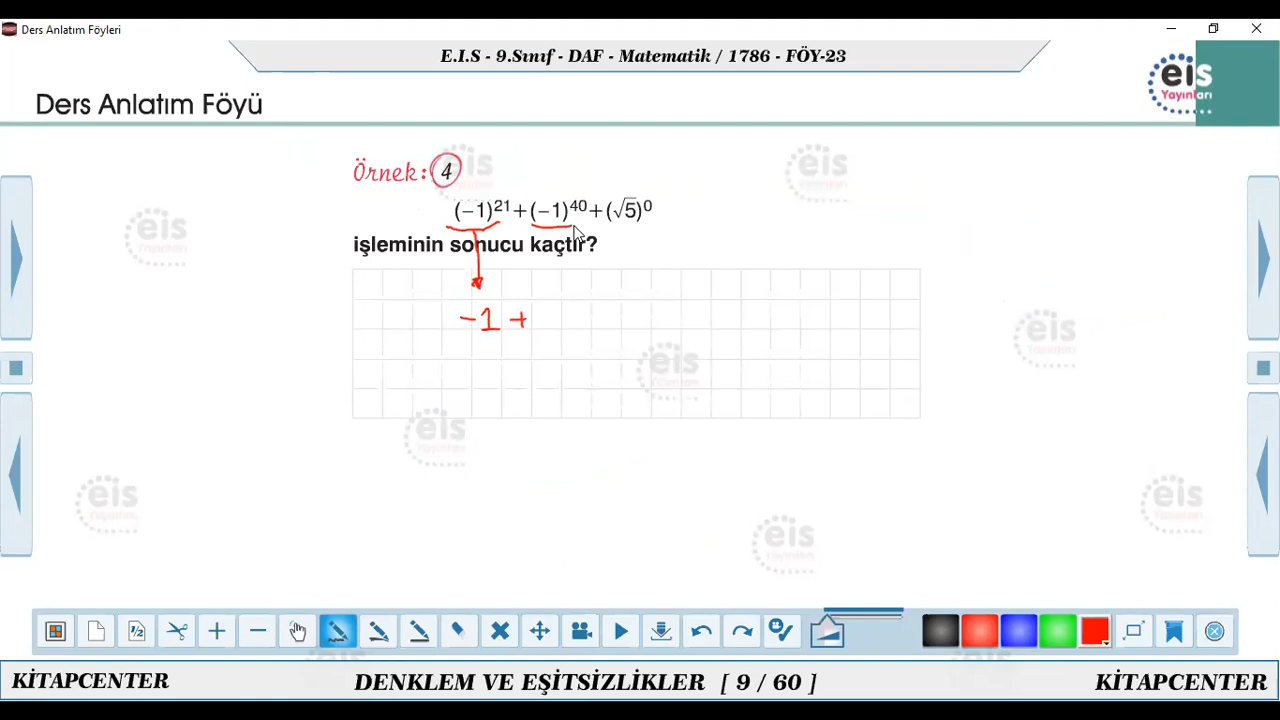 Ders Anlatım Föyleri
E.I.S - 9.Sınıf - DAF - Matematik / 1786 - FÖY-23
eis
Yayınları
Ders Anlatım Föyü
Örnek: 4
(−1)²¹+(−1)⁴⁰+(√5)⁰
işleminin sonucu kaçtır?
-1 +
KİTAPCENTER
DENKLEM VE EŞİTSİZLİKLER [ 9 / 60 ]
KİTAPCENTER